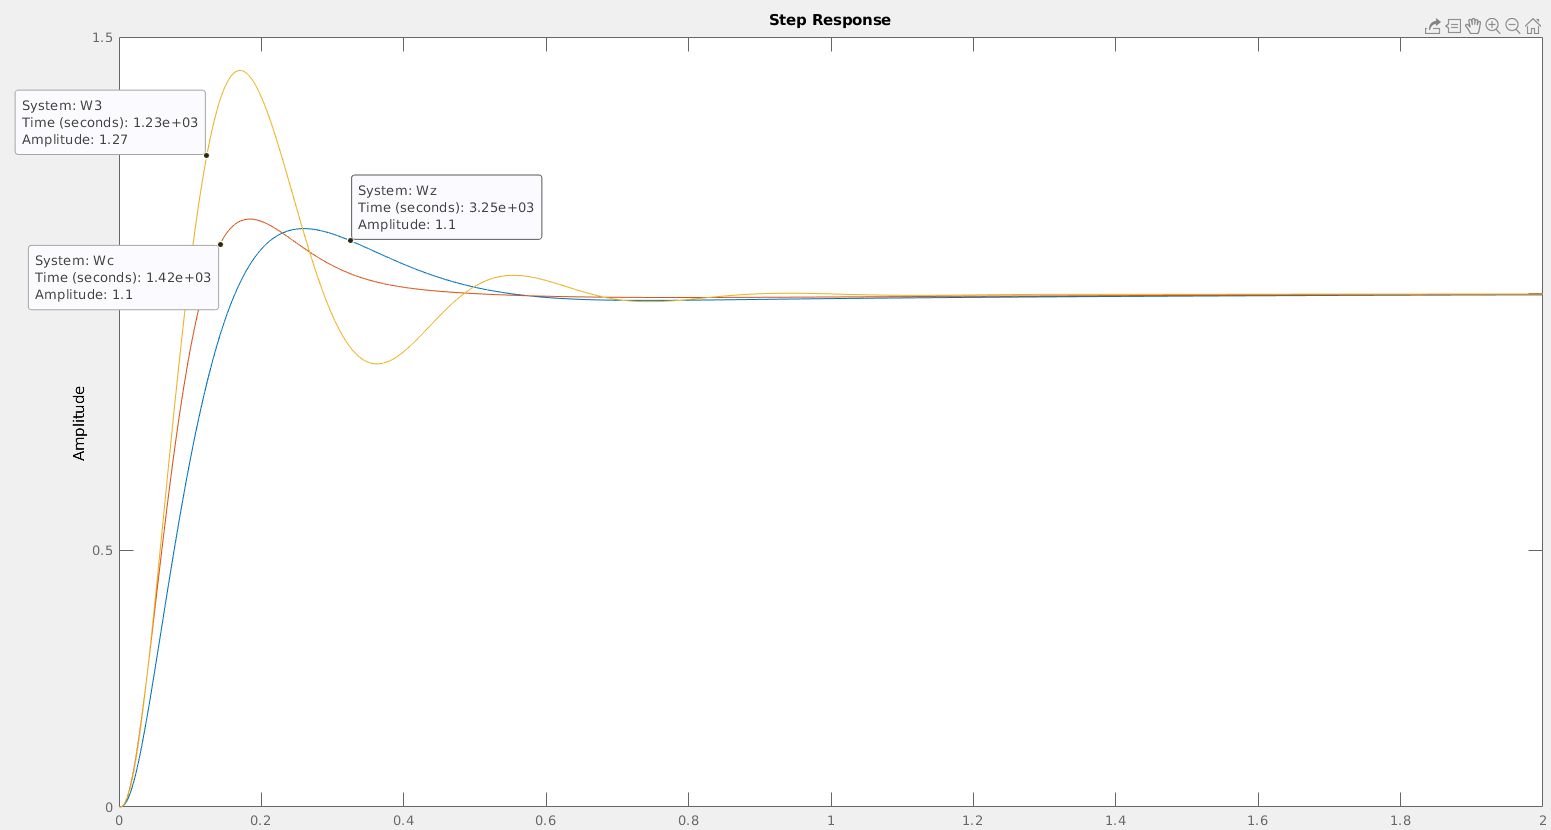 Step Response
1.5
System: W3
Time (seconds): 1.23e+03
Amplitude: 1.27
System: Wz
Time (seconds): 3.25e+03
Amplitude: 1.1
System: Wc
Time (seconds): 1.42e+03
Amplitude: 1.1
Amplitude
0.5
0
0 0.2 0.4 0.6 0.8 1 1.2 1.4 1.6 1.8 2